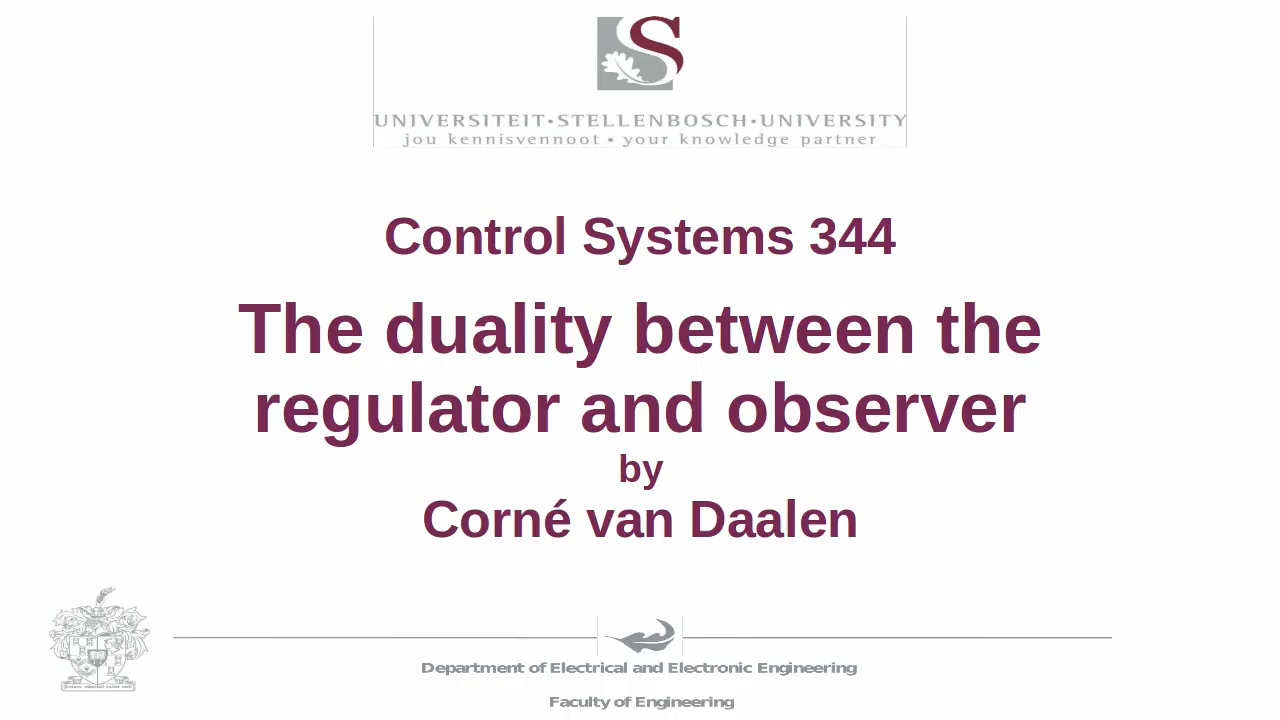 UNIVERSITEIT•STELLENBOSCH•UNIVERSITY
jou kennisvennoot • your knowledge partner
Control Systems 344
The duality between the
regulator and observer
by
Corné van Daalen
Department of Electrical and Electronic Engineering
Faculty of Engineering